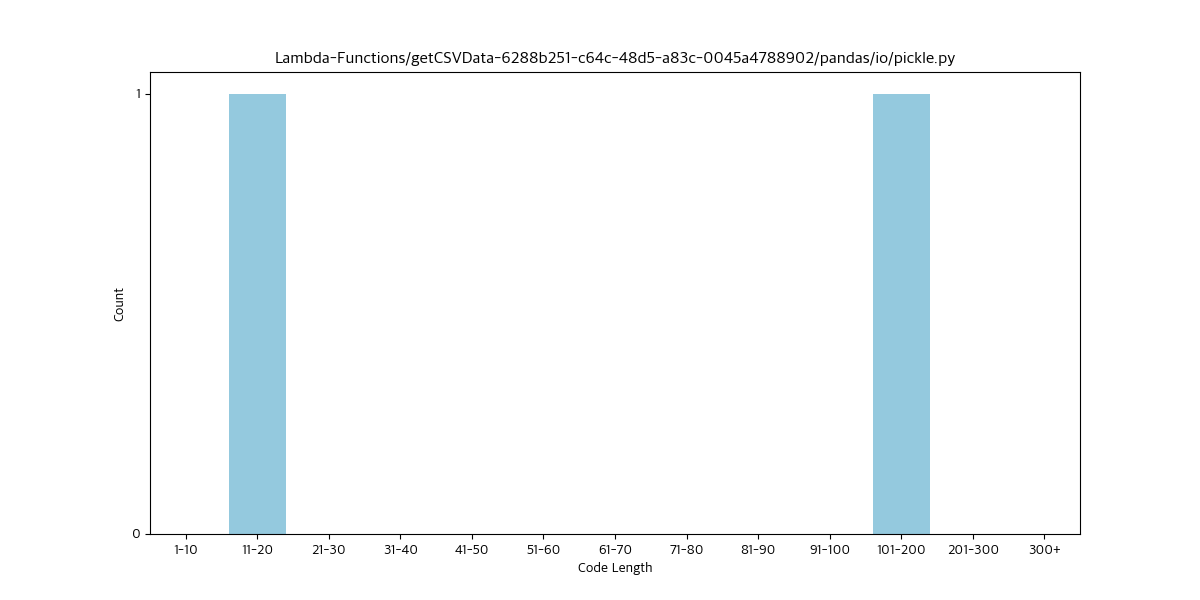 Lambda-Functions/getCSVData-6288b251-c64c-48d5-a83c-0045a4788902/pandas/io/pickle.py
1
Count
0
1-10 11-20 21-30 31-40 41-50 51-60 61-70 71-80 81-90 91-100 101-200 201-300 300+
Code Length